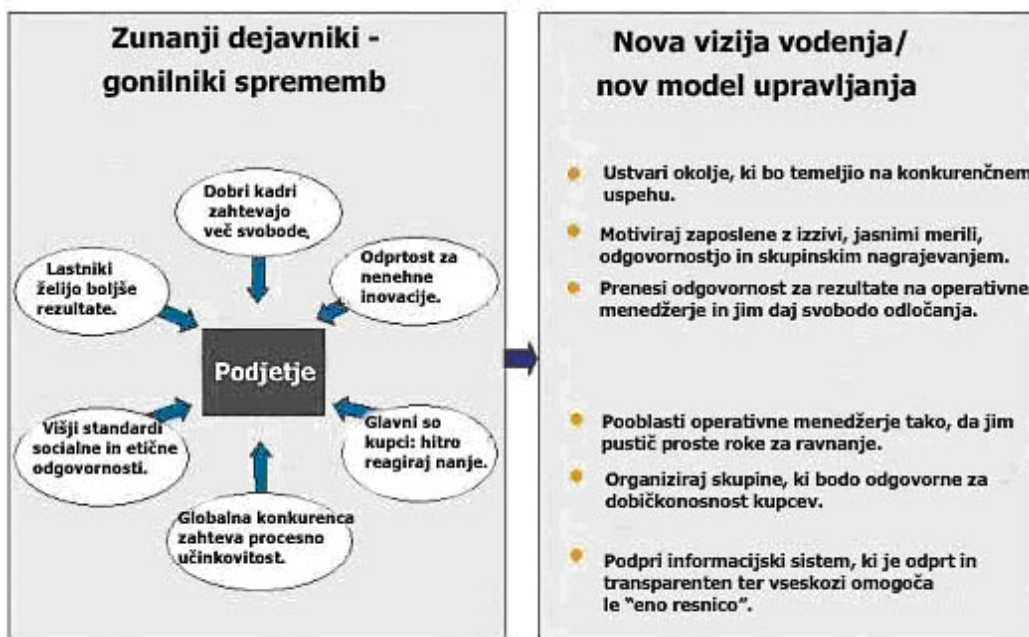 Zunanji dejavniki -
gonilniki sprememb
Dobri kadri
zahtevajo
več svobode.
Lastniki
želijo boljše
rezultate.
Odprtost za
nenehne
inovacije.
Podjetje
Višji standardi
socialne in etične
odgovornosti.
Glavni so
kupci: hitro
reagiraj nanje.
Globalna konkurenca
zahteva procesno
učinkovitost.
Nova vizija vodenja/
nov model upravljanja
Ustvari okolje, ki bo temeljio na konkurenčnem
uspehu.
Motiviraj zaposlene z izzivi, jasnimi merili,
odgovornostjo in skupinskim nagrajevanjem.
Prenesi odgovornost za rezultate na operativne
menedžerje in jim daj svobodo odločanja.
Pooblasti operativne menedžerje tako, da jim
pustič proste roke za ravnanje.
Organiziraj skupine, ki bodo odgovorne za
dobičkonosnost kupcev.
Podpri informacijski sistem, ki je odprt in
transparenten ter vseskozi omogoča
le “eno resnico”.